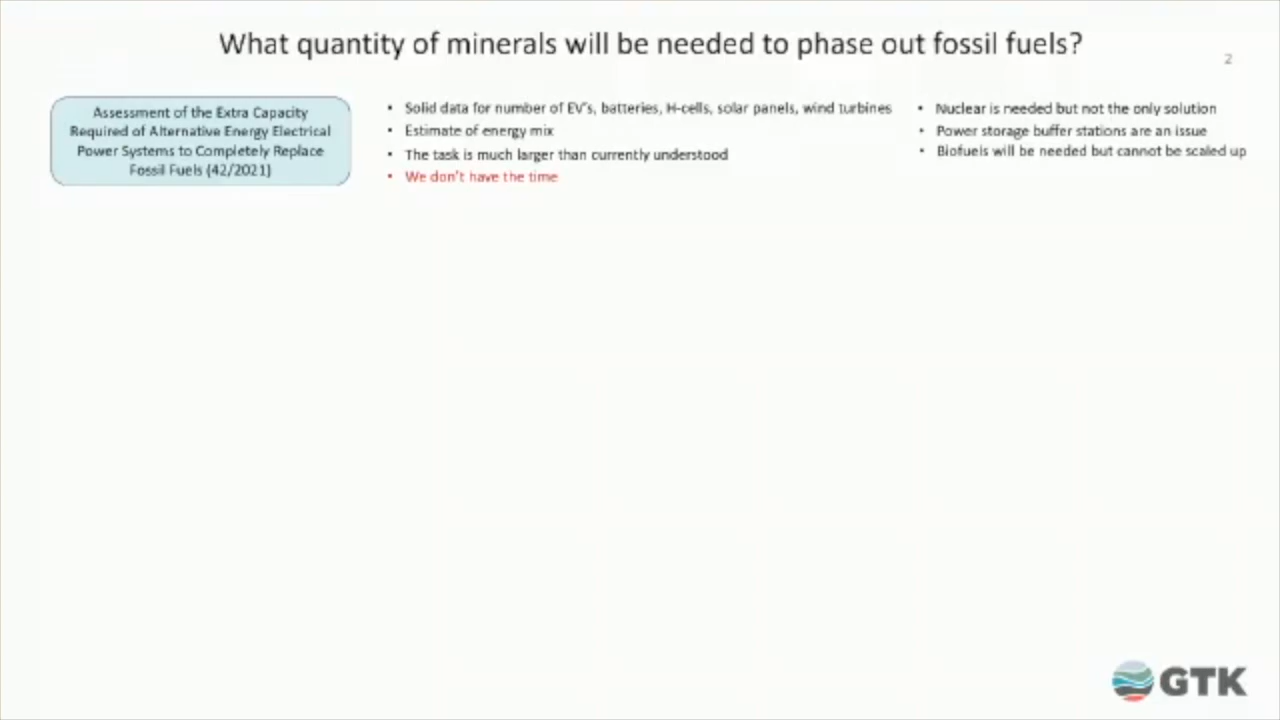 What quantity of minerals will be needed to phase out fossil fuels?
2
Assessment of the Extra Capacity
Required of Alternative Energy Electrical
Power Systems to Completely Replace
Fossil Fuels (42/2021)
• Solid data for number of EV's, batteries, H-cells, solar panels, wind turbines
• Estimate of energy mix
• The task is much larger than currently understood
• We don't have the time
• Nuclear is needed but not the only solution
• Power storage buffer stations are an issue
• Biofuels will be needed but cannot be scaled up
GTK